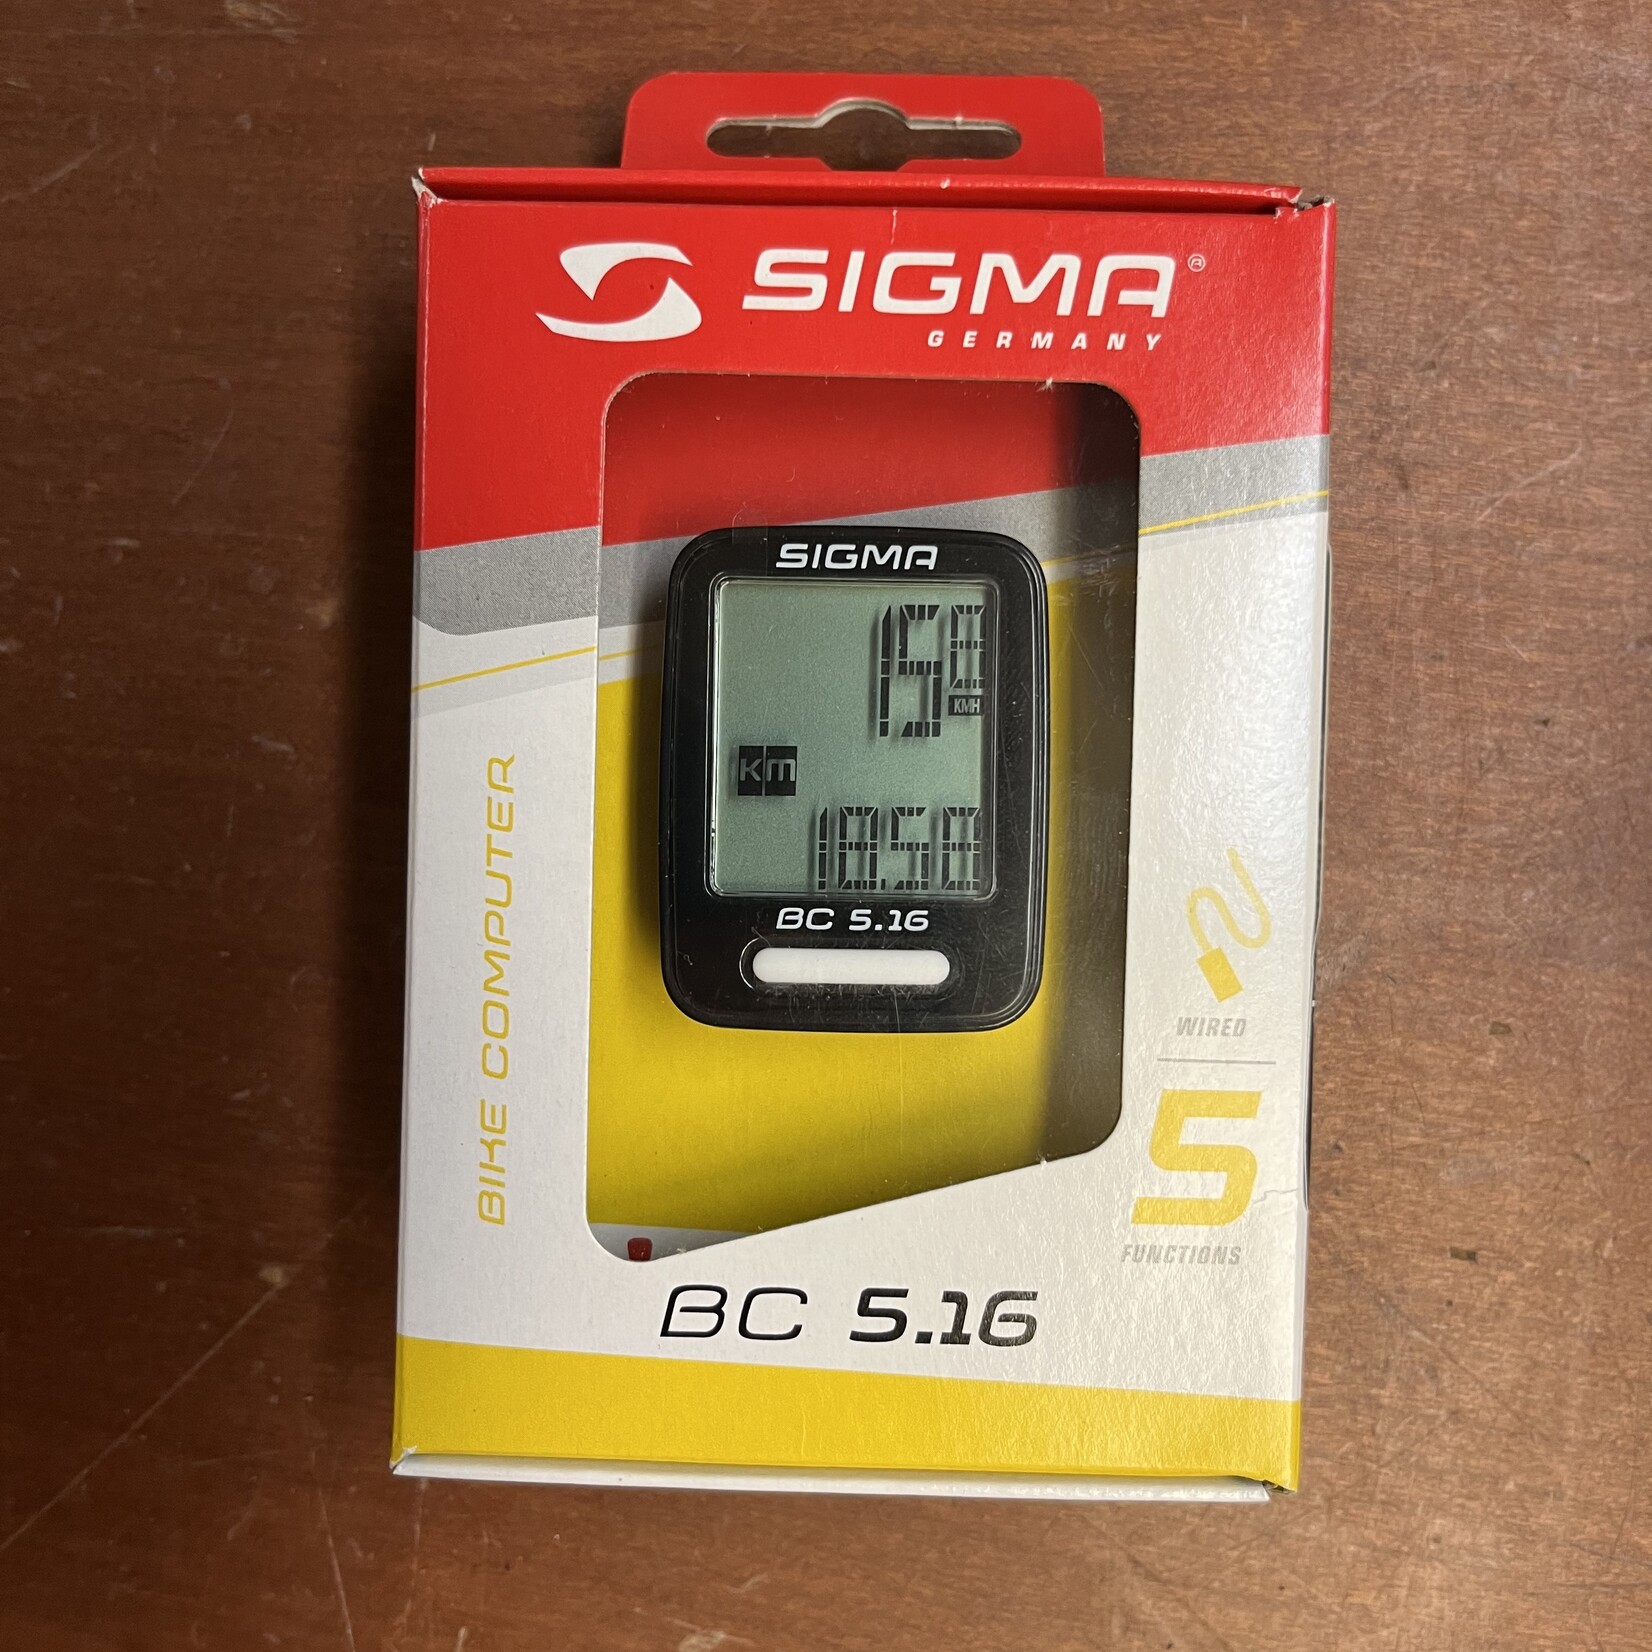 SIGMA®
GERMANY
SIGMA
15 8
KMH
KM
18.58
BC 5.16
BIKE COMPUTER
WIRED
5
FUNCTIONS
BC 5.16